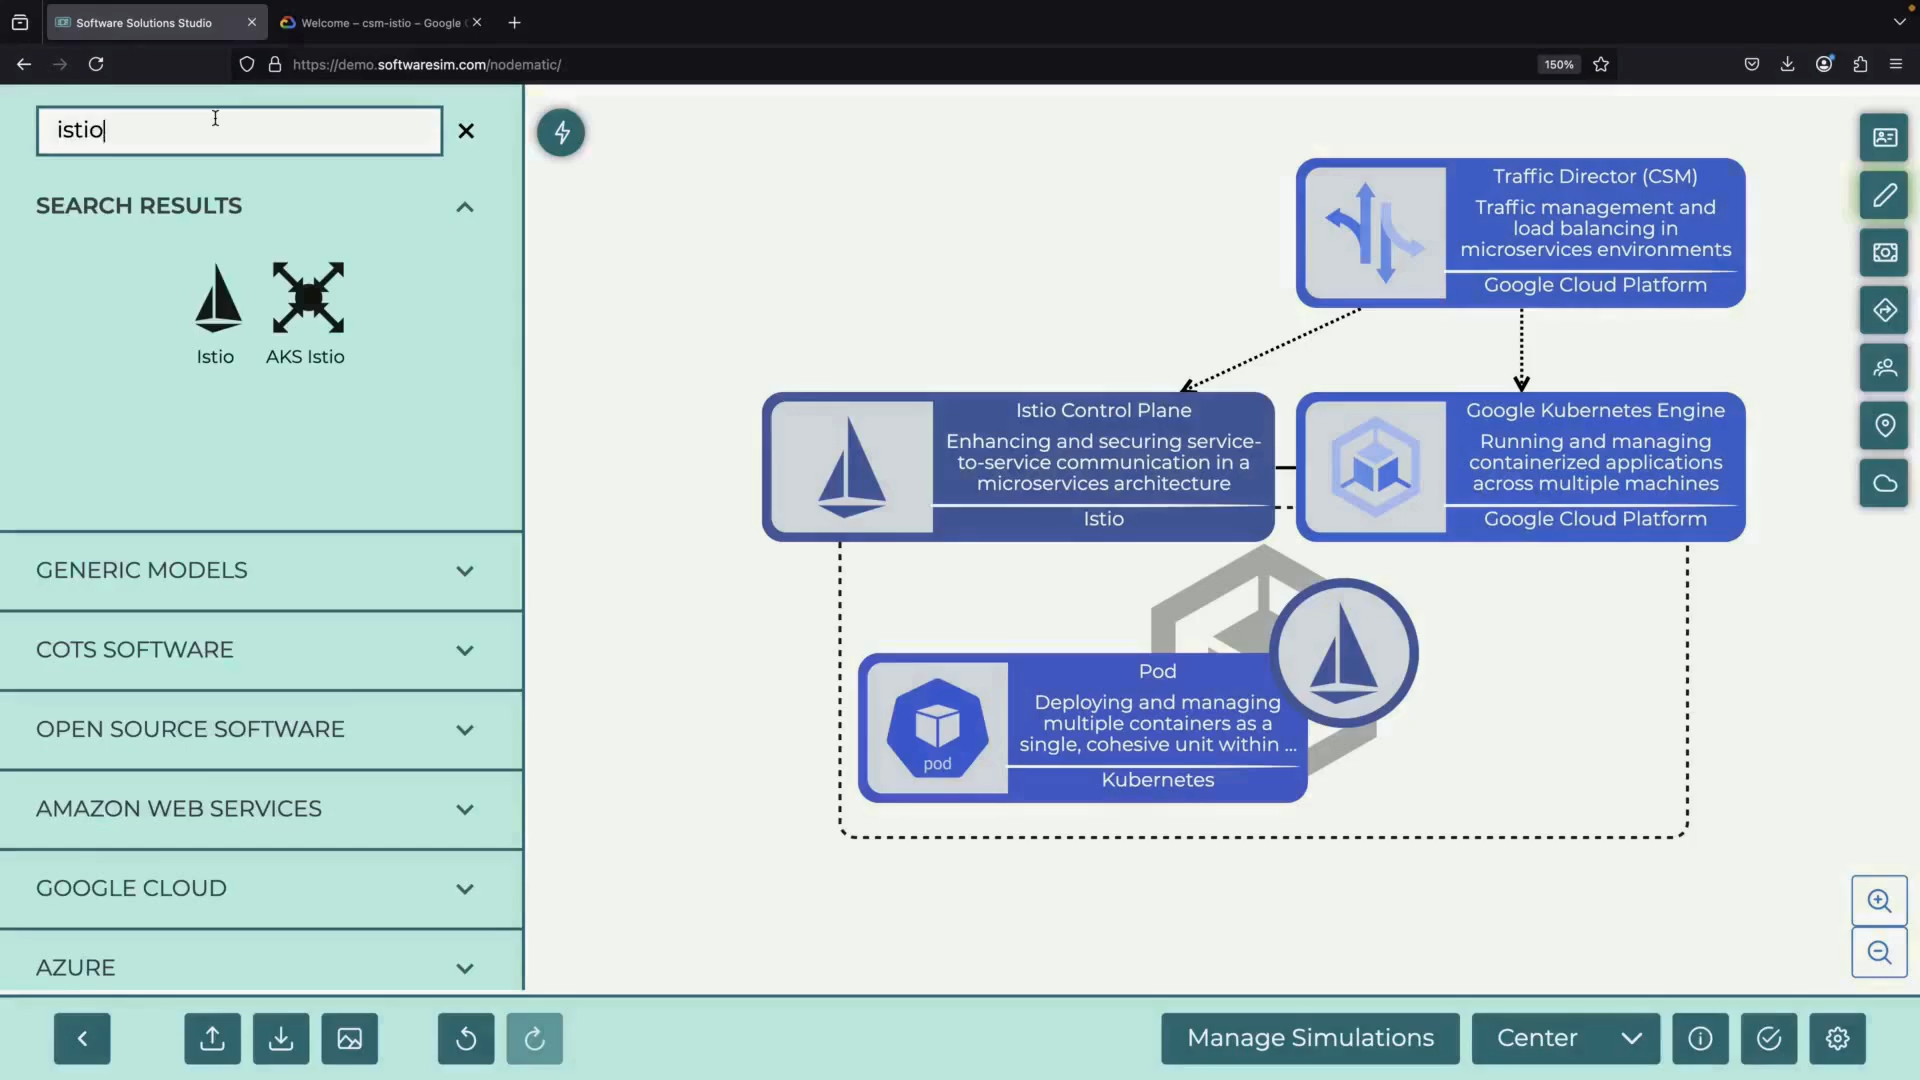 Software Solutions Studio
Welcome – csm-istio – Google
https://demo.softwaresim.com/nodematic/
150%
istio
SEARCH RESULTS
Istio
AKS Istio
GENERIC MODELS
COTS SOFTWARE
OPEN SOURCE SOFTWARE
AMAZON WEB SERVICES
GOOGLE CLOUD
AZURE
Traffic Director (CSM)
Traffic management and
load balancing in
microservices environments
Google Cloud Platform
Istio Control Plane
Enhancing and securing service-
to-service communication in a
microservices architecture
Istio
Google Kubernetes Engine
Running and managing
containerized applications
across multiple machines
Google Cloud Platform
Pod
Deploying and managing
multiple containers as a
single, cohesive unit within ...
Kubernetes
pod
Manage Simulations
Center